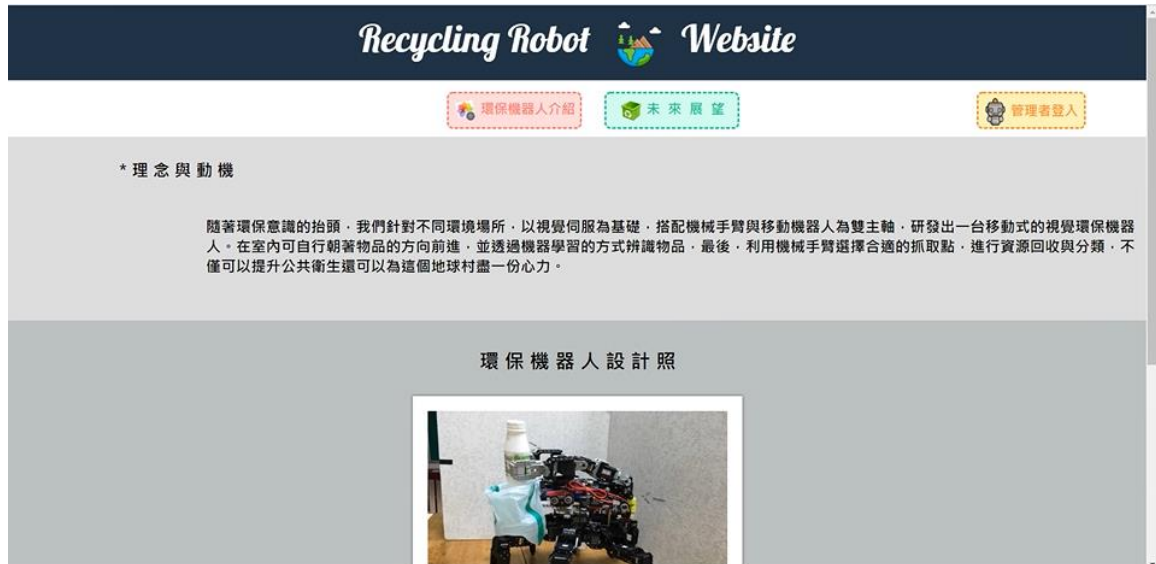 Recycling Robot Website
環保機器人介紹
未來展望
管理者登入
*理念與動機
隨著環保意識的抬頭，我們針對不同環境場所，以視覺伺服為基礎，搭配機械手臂與移動機器人為雙主軸，研發出一台移動式的視覺環保機器
人。在室內可自行朝著物品的方向前進，並透過機器學習的方式辨識物品，最後，利用機械手臂選擇合適的抓取點，進行資源回收與分類，不
僅可以提升公共衛生還可以為這個地球村盡一份心力。
環保機器人設計照